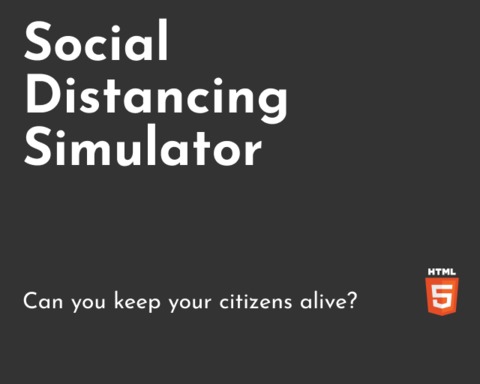 Social
Distancing
Simulator
HTML
5
Can you keep your citizens alive?